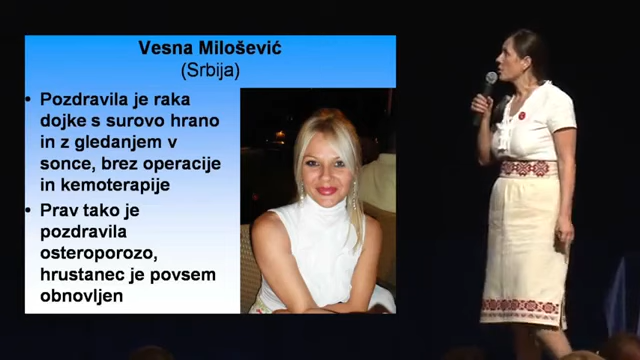 Vesna Milošević
(Srbija)
• Pozdravila je raka
dojke s surovo hrano
in z gledanjem v
sonce, brez operacije
in kemoterapije
• Prav tako je
pozdravila
osteroporozo,
hrustanec je povsem
obnovljen